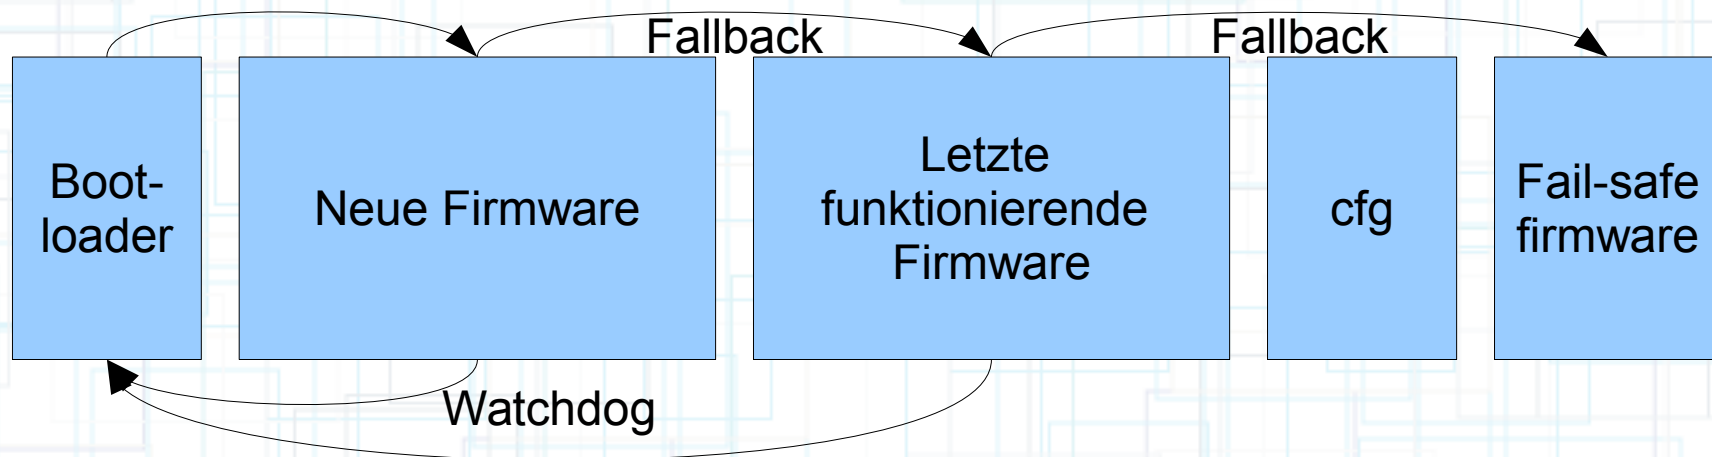 Fallback
Fallback
Boot-
loader
Neue Firmware
Letzte
funktionierende
Firmware
cfg
Fail-safe
firmware
Watchdog